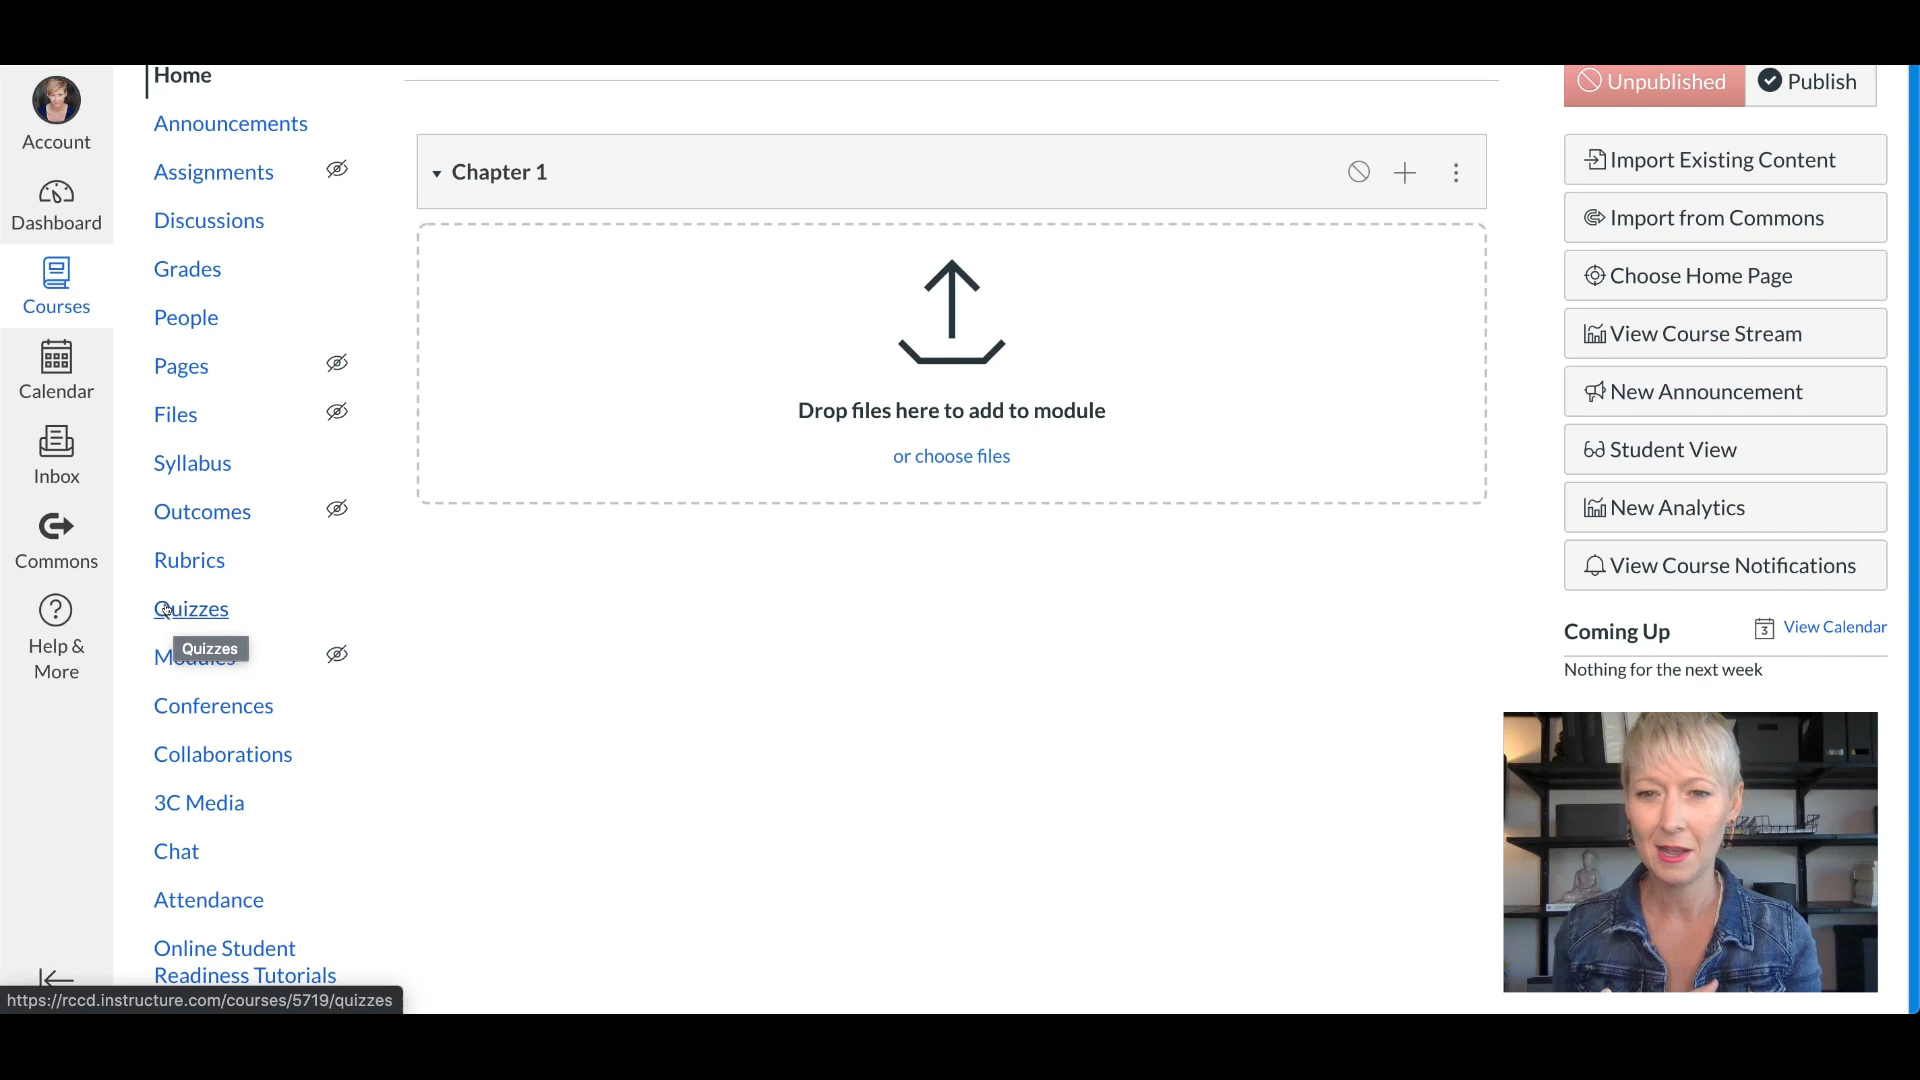 Account
Dashboard
Courses
Calendar
Inbox
Commons
Help &
More
Home
Announcements
Assignments
Discussions
Grades
People
Pages
Files
Syllabus
Outcomes
Rubrics
Quizzes
Quizzes
Modules
Conferences
Collaborations
3C Media
Chat
Attendance
Online Student
Readiness Tutorials
https://rccd.instructure.com/courses/5719/quizzes
Chapter 1
Drop files here to add to module
or choose files
Unpublished
Publish
Import Existing Content
Import from Commons
Choose Home Page
View Course Stream
New Announcement
Student View
New Analytics
View Course Notifications
Coming Up
3
View Calendar
Nothing for the next week